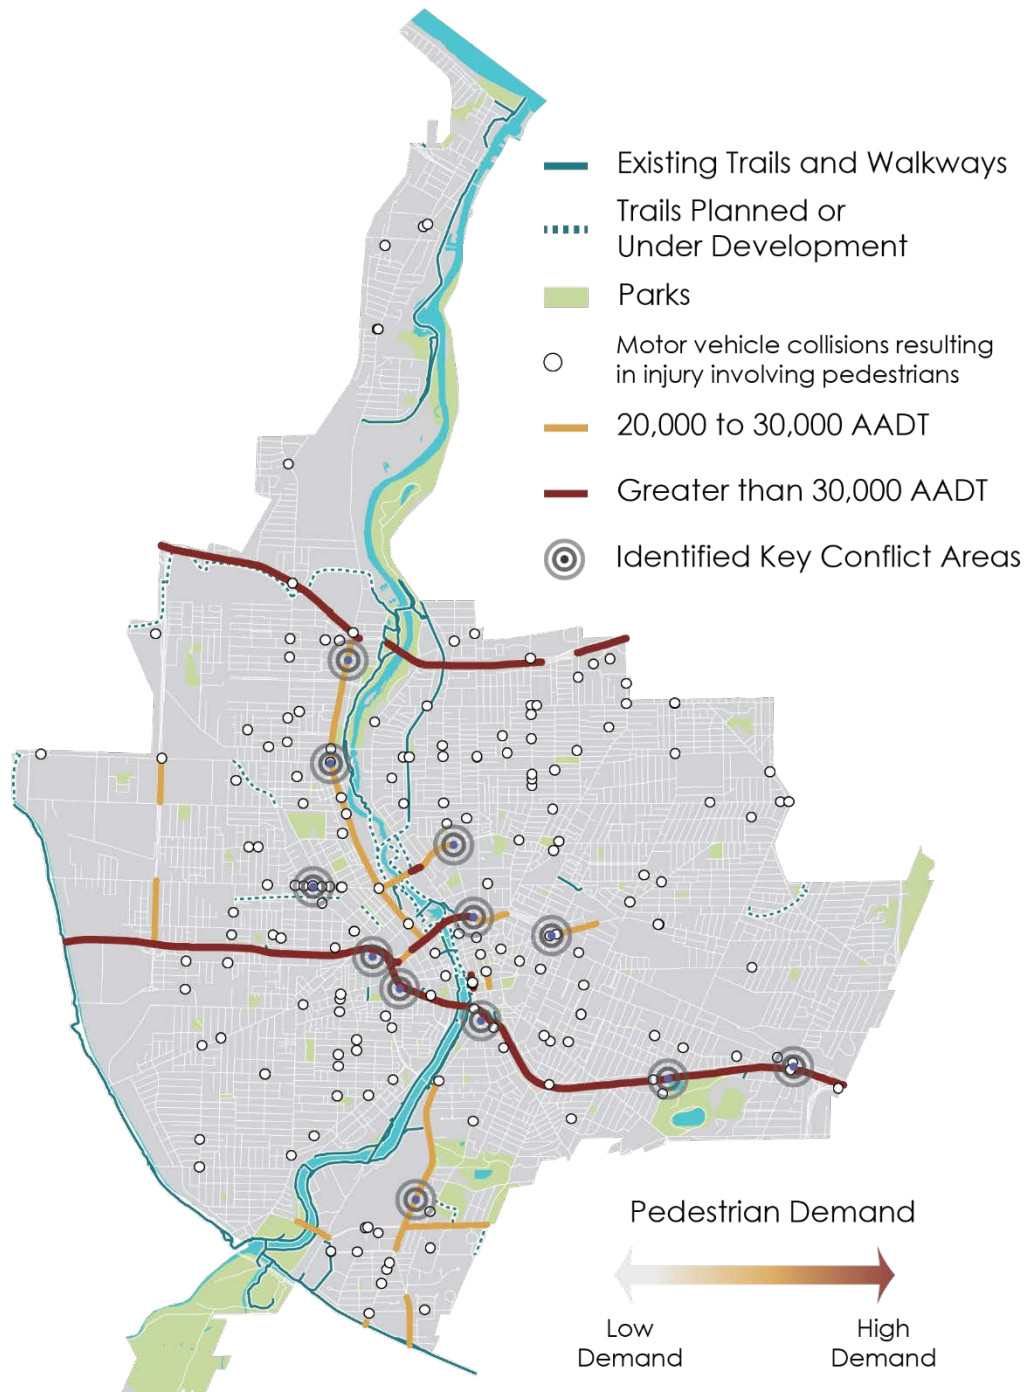 Existing Trails and Walkways
Trails Planned or
Under Development
Parks
Motor vehicle collisions resulting
in injury involving pedestrians
20,000 to 30,000 AADT
Greater than 30,000 AADT
Identified Key Conflict Areas
Pedestrian Demand
Low
Demand
High
Demand